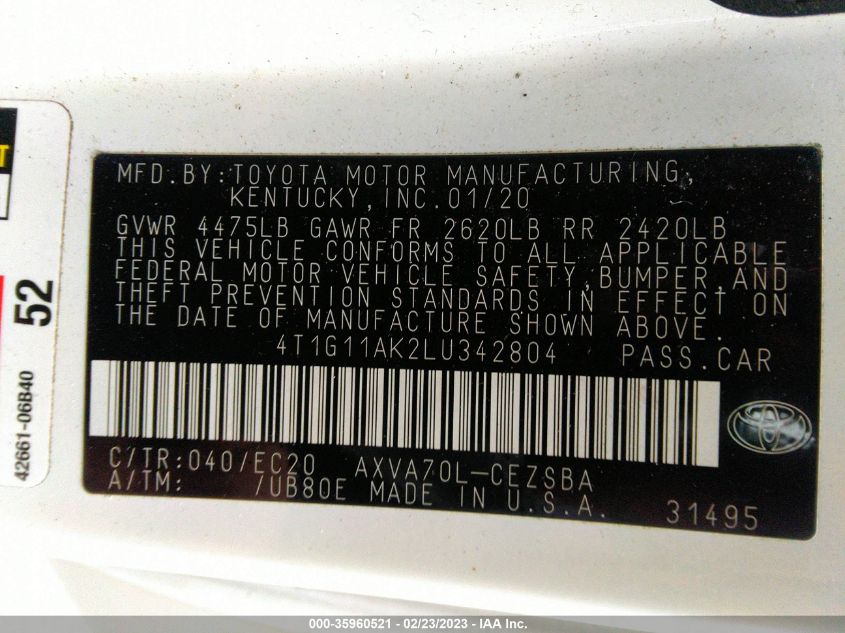 MFD.BY:TOYOTA MOTOR MANUFACTURING,
KENTUCKY,INC.01/20
GVWR 4475LB GAWR FR 2620LB RR 2420LB
THIS VEHICLE CONFORMS TO ALL APPLICABLE
FEDERAL MOTOR VEHICLE SAFETY,BUMPER,AND
THEFT PREVENTION STANDARDS IN EFFECT ON
THE DATE OF MANUFACTURE SHOWN ABOVE.
4T1G11AK2LU342804 PASS.CAR
C/TR:040/EC20 AXVA70L-CEZSBA
A/TM: /UB80E MADE IN U.S.A. 31495
52
42661-06B40
000-35960521 - 02/23/2023 - IAA Inc.